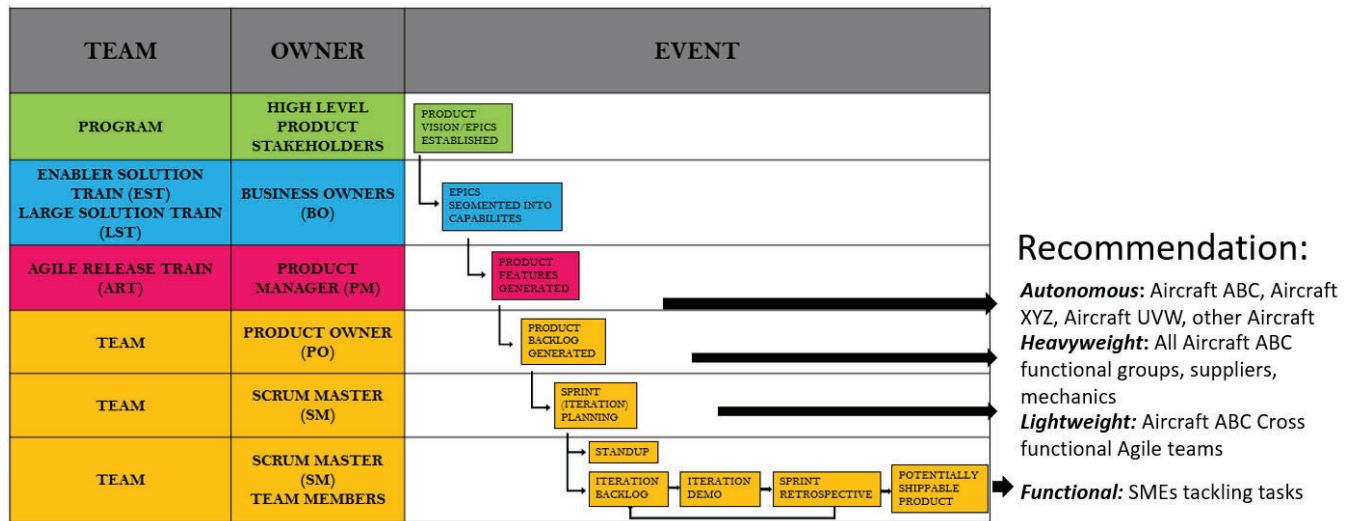 TEAM
OWNER
EVENT
PROGRAM
HIGH LEVEL
PRODUCT
STAKEHOLDERS
PRODUCT
VISION/EPICS
ESTABLISHED
ENABLER SOLUTION
TRAIN (EST)
LARGE SOLUTION TRAIN
(LST)
BUSINESS OWNERS
(BO)
EPICS
SEGMENTED INTO
CAPABILITES
AGILE RELEASE TRAIN
(ART)
PRODUCT
MANAGER (PM)
PRODUCT
FEATURES
GENERATED
TEAM
PRODUCT OWNER
(PO)
PRODUCT
BACKLOG
GENERATED
TEAM
SCRUM MASTER
(SM)
SPRINT
(ITERATION)
PLANNING
TEAM
SCRUM MASTER
(SM)
TEAM MEMBERS
STANDUP
ITERATION
BACKLOG
ITERATION
DEMO
SPRINT
RETROSPECTIVE
POTENTIALLY
SHIPPABLE
PRODUCT
Recommendation:
Autonomous: Aircraft ABC, Aircraft
XYZ, Aircraft UVW, other Aircraft
Heavyweight: All Aircraft ABC
functional groups, suppliers,
mechanics
Lightweight: Aircraft ABC Cross
functional Agile teams
Functional: SMEs tackling tasks